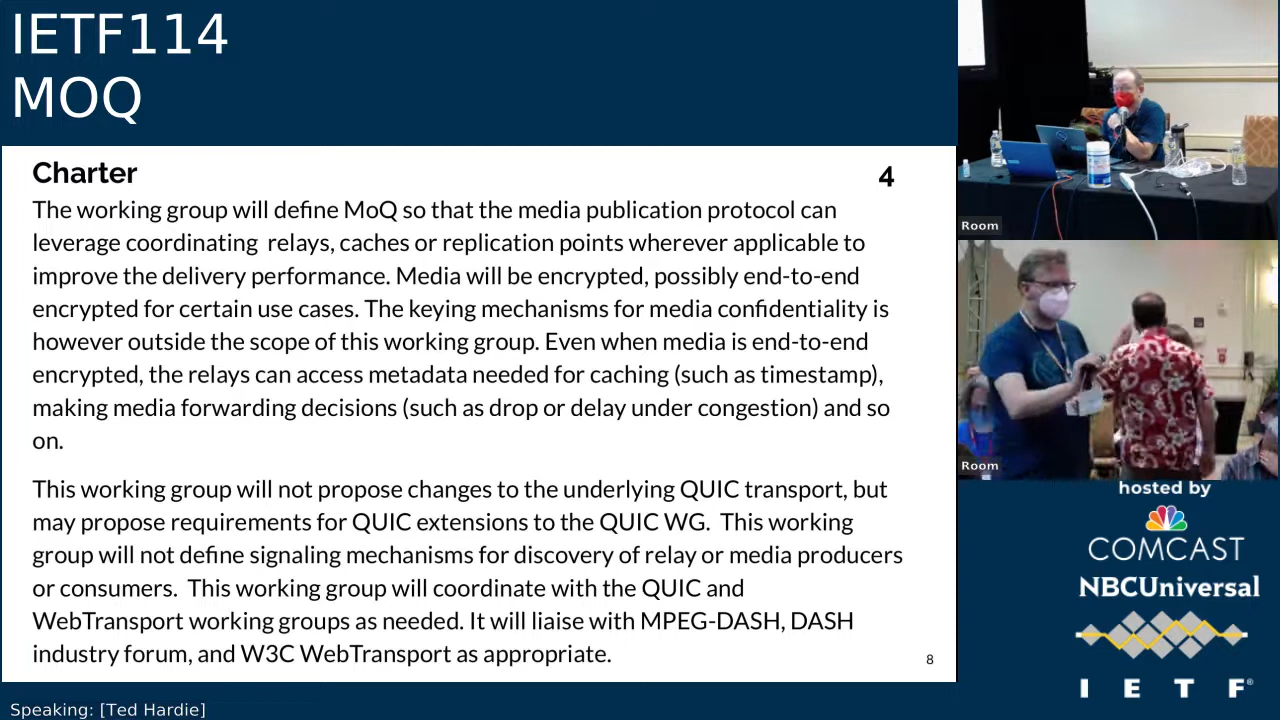 IETF114
MOQ
Charter
4
The working group will define MoQ so that the media publication protocol can
leverage coordinating relays, caches or replication points wherever applicable to
improve the delivery performance. Media will be encrypted, possibly end-to-end
encrypted for certain use cases. The keying mechanisms for media confidentiality is
however outside the scope of this working group. Even when media is end-to-end
encrypted, the relays can access metadata needed for caching (such as timestamp),
making media forwarding decisions (such as drop or delay under congestion) and so
on.
This working group will not propose changes to the underlying QUIC transport, but
may propose requirements for QUIC extensions to the QUIC WG. This working
group will not define signaling mechanisms for discovery of relay or media producers
or consumers. This working group will coordinate with the QUIC and
WebTransport working groups as needed. It will liaise with MPEG-DASH, DASH
industry forum, and W3C WebTransport as appropriate.
8
Room
Room
hosted by
COMCAST
NBCUniversal
I E T F®
Speaking: [Ted Hardie]